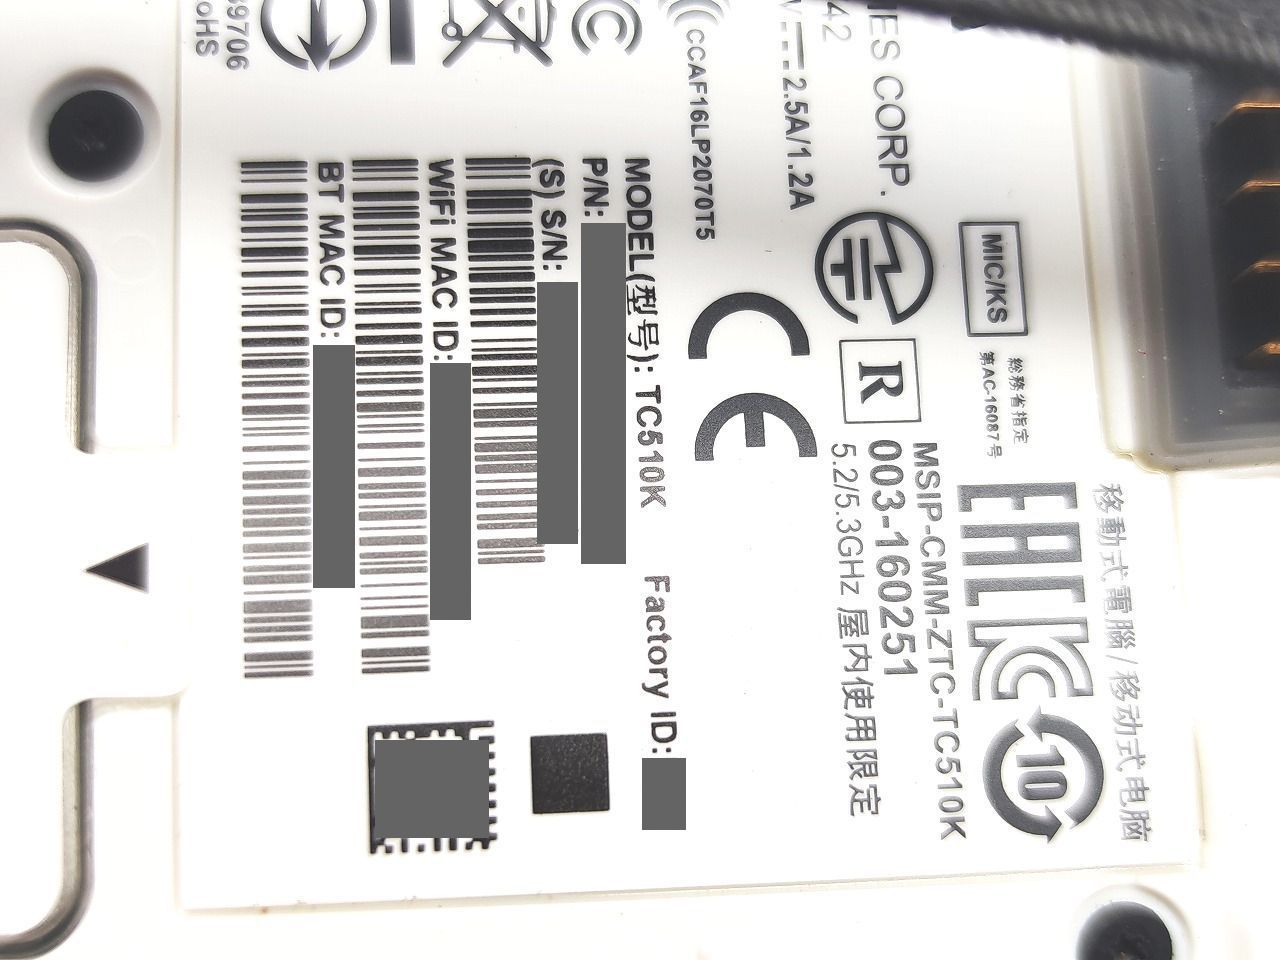 移動式電腦/移动式电脑
MIC/KS
総務省指定
第AC-16087号
EAC
10
IES CORP.
R
MSIP-CMM-ZTC-TC510K
003-160251
5.2/5.3GHz 屋内使用限定
42
V⎓2.5A/1.2A
CE
CCAF16LP2070T5
MODEL(型号): TC510K Factory ID:
P/N:
(S) S/N:
WiFi MAC ID:
BT MAC ID:
39706
oHS